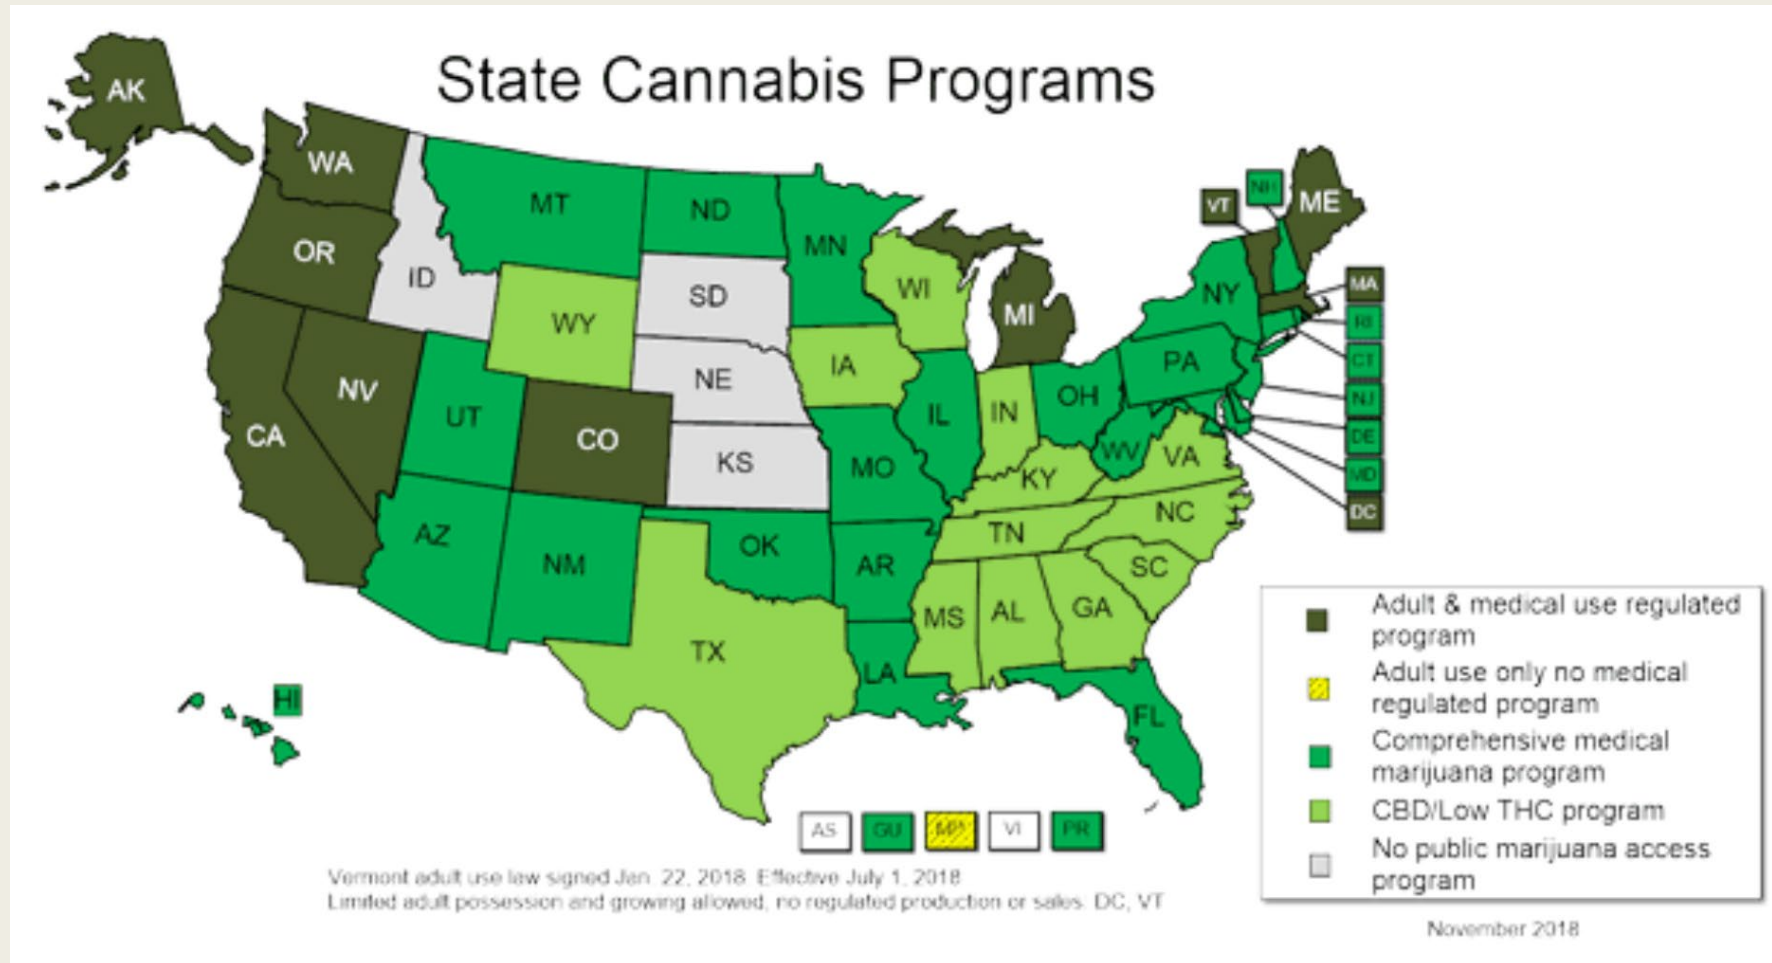 State Cannabis Programs
AK
WA
OR
CA
NV
ID
MT
WY
UT
CO
AZ
NM
ND
SD
NE
KS
OK
TX
MN
IA
MO
AR
LA
WI
IL
MI
IN
OH
KY
TN
MS
AL
GA
FL
SC
NC
VA
WV
PA
NY
VT
NH
ME
MA
RI
CT
NJ
DE
MD
DC
HI
AS
GU
MP*
VI
PR
Adult & medical use regulated
program
Adult use only no medical
regulated program
Comprehensive medical
marijuana program
CBD/Low THC program
No public marijuana access
program
Vermont adult use law signed Jan. 22, 2018. Effective July 1, 2018
Limited adult possession and growing allowed, no regulated production or sales: DC, VT
November 2018